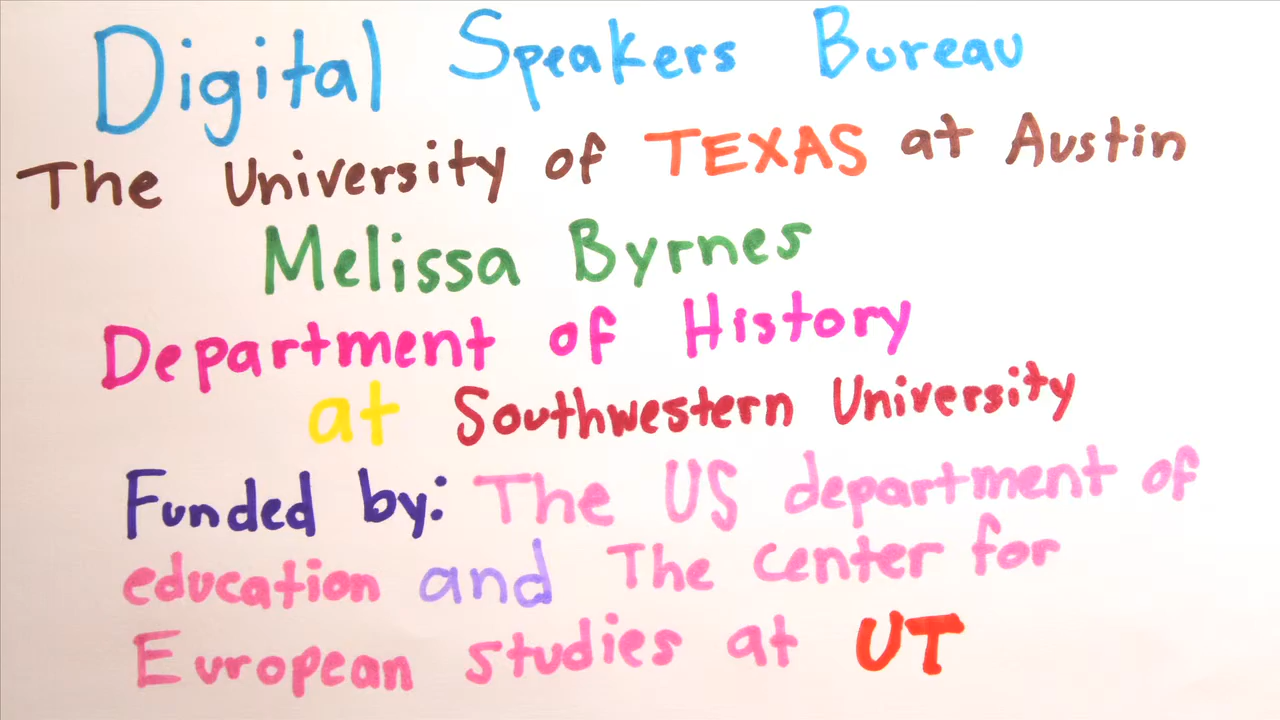 Digital Speakers Bureau
The University of TEXAS at Austin
Melissa Byrnes
Department of History
at Southwestern University
Funded by: The US department of
education and The center for
European studies at UT